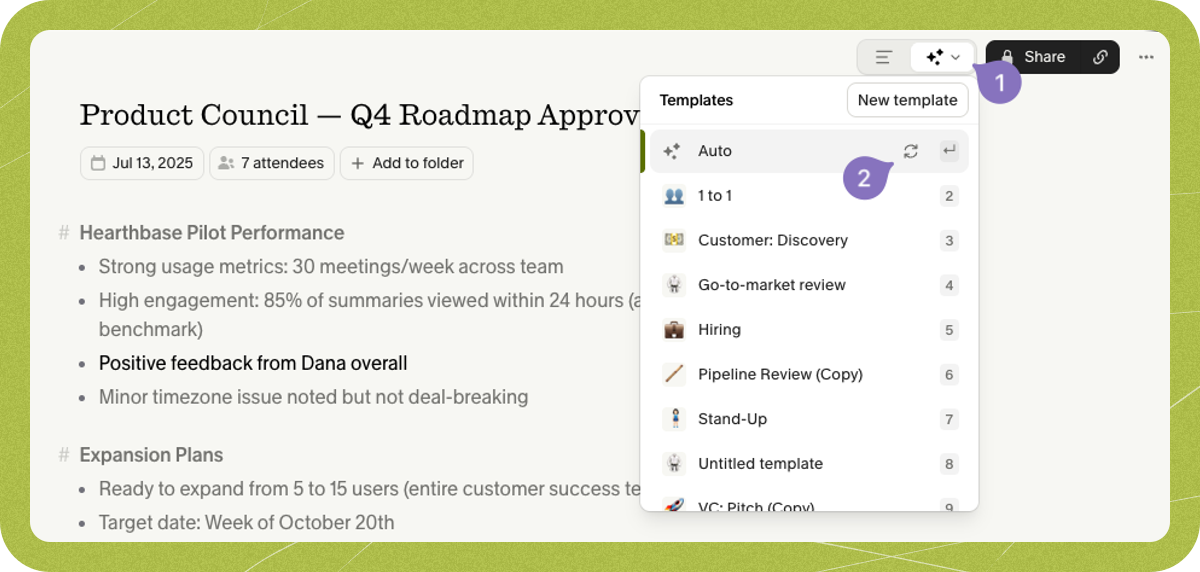 Share
1
Templates
New template
Product Council — Q4 Roadmap Approv
Jul 13, 2025
7 attendees
+ Add to folder
Auto
2
1 to 1
2
Customer: Discovery
3
Go-to-market review
4
Hiring
5
Pipeline Review (Copy)
6
Stand-Up
7
Untitled template
8
VC: Pitch (Copy)
9
# Hearthbase Pilot Performance
• Strong usage metrics: 30 meetings/week across team
• High engagement: 85% of summaries viewed within 24 hours (a
benchmark)
• Positive feedback from Dana overall
• Minor timezone issue noted but not deal-breaking
# Expansion Plans
• Ready to expand from 5 to 15 users (entire customer success te
• Target date: Week of October 20th